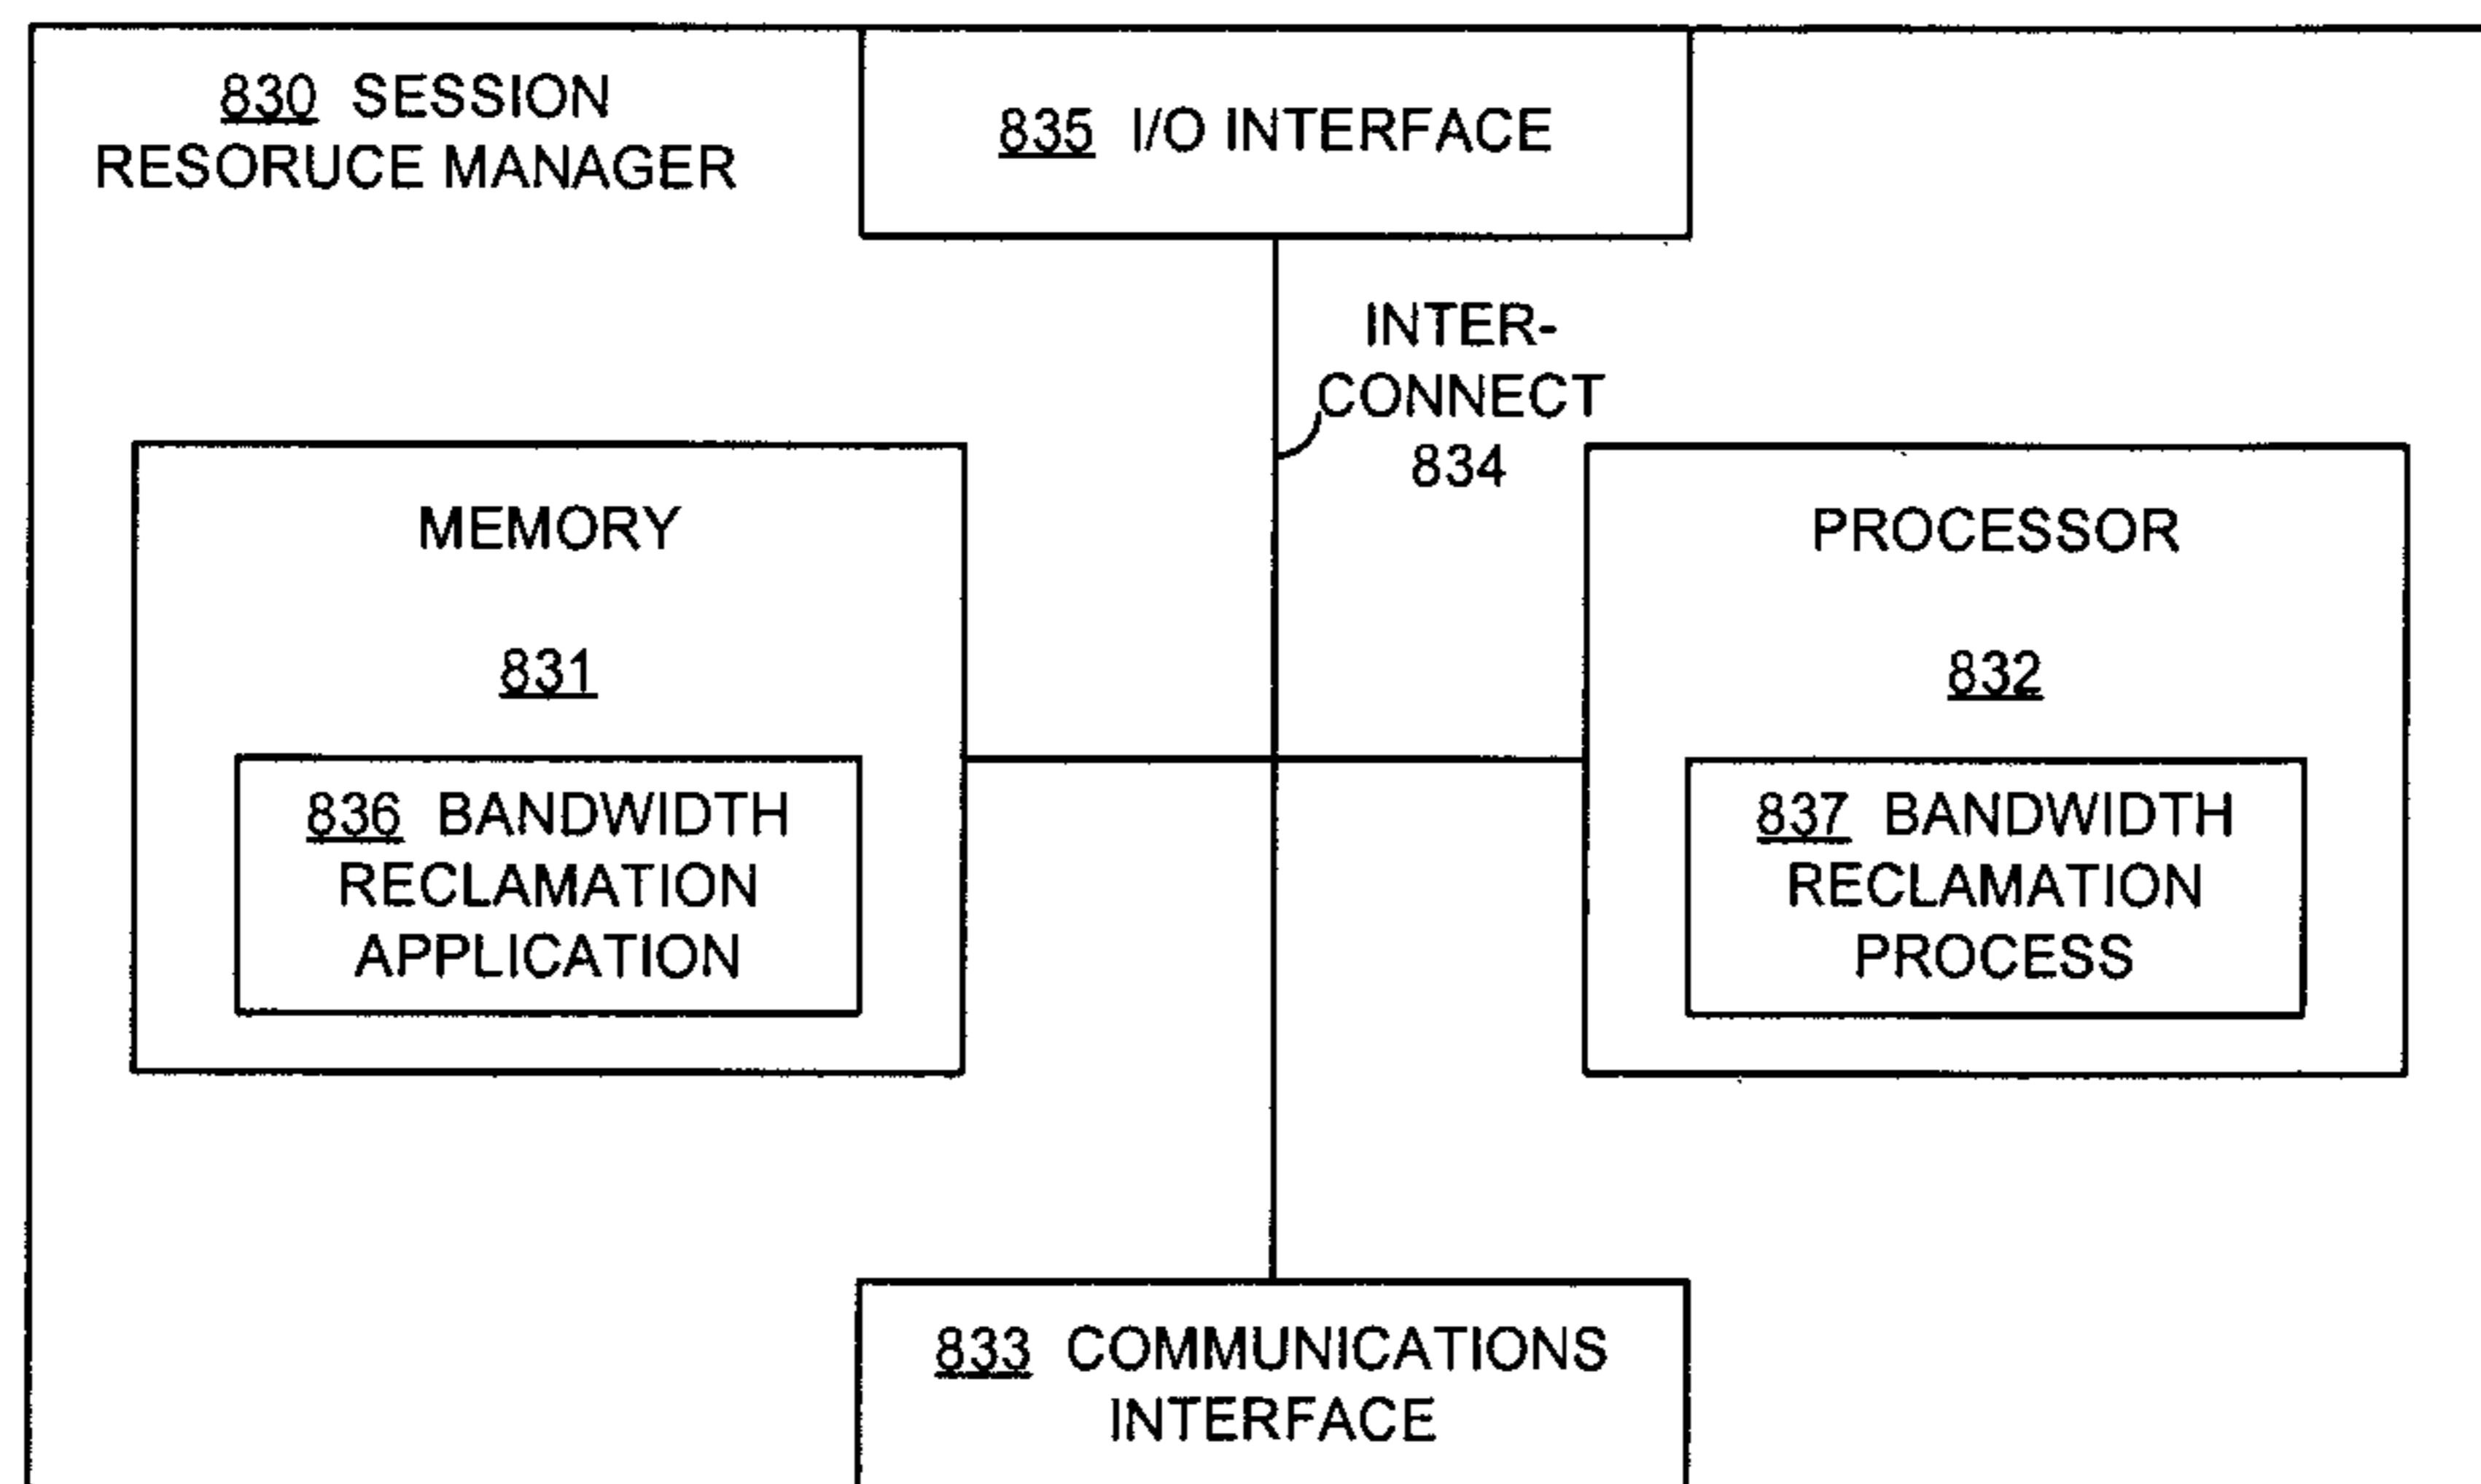 830 SESSION
RESORUCE MANAGER
835 I/O INTERFACE
INTER-
CONNECT
834
MEMORY
831
PROCESSOR
832
836 BANDWIDTH
RECLAMATION
APPLICATION
837 BANDWIDTH
RECLAMATION
PROCESS
833 COMMUNICATIONS
INTERFACE